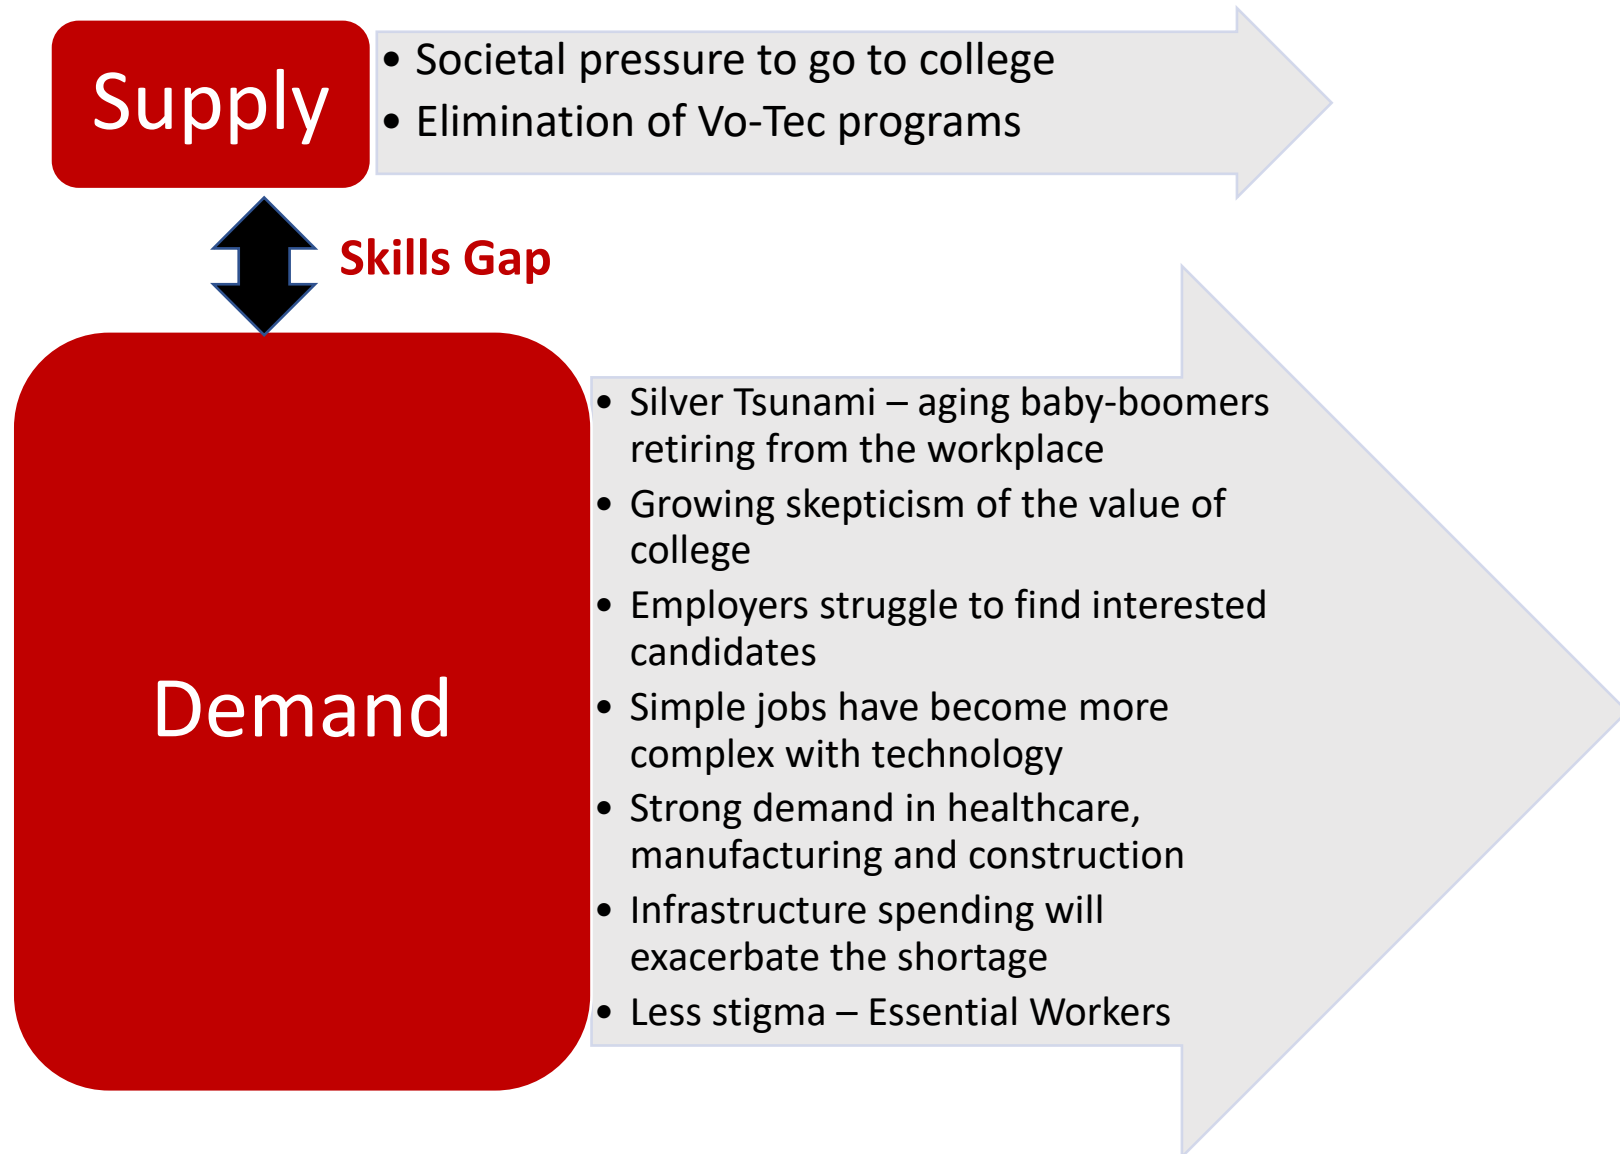 Supply
• Societal pressure to go to college
• Elimination of Vo-Tec programs
Skills Gap
Demand
• Silver Tsunami – aging baby-boomers
retiring from the workplace
• Growing skepticism of the value of
college
• Employers struggle to find interested
candidates
• Simple jobs have become more
complex with technology
• Strong demand in healthcare,
manufacturing and construction
• Infrastructure spending will
exacerbate the shortage
• Less stigma – Essential Workers